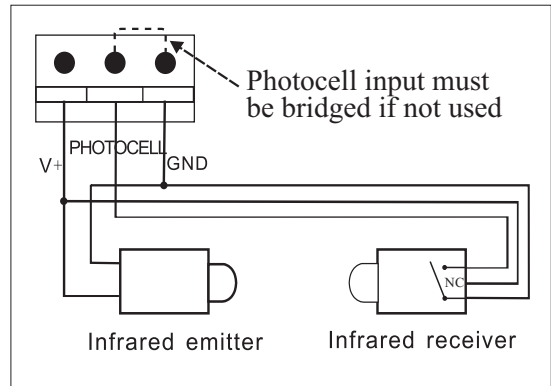 Photocell input must
be bridged if not used
V+
PHOTOCELL
GND
NC
Infrared emitter
Infrared receiver